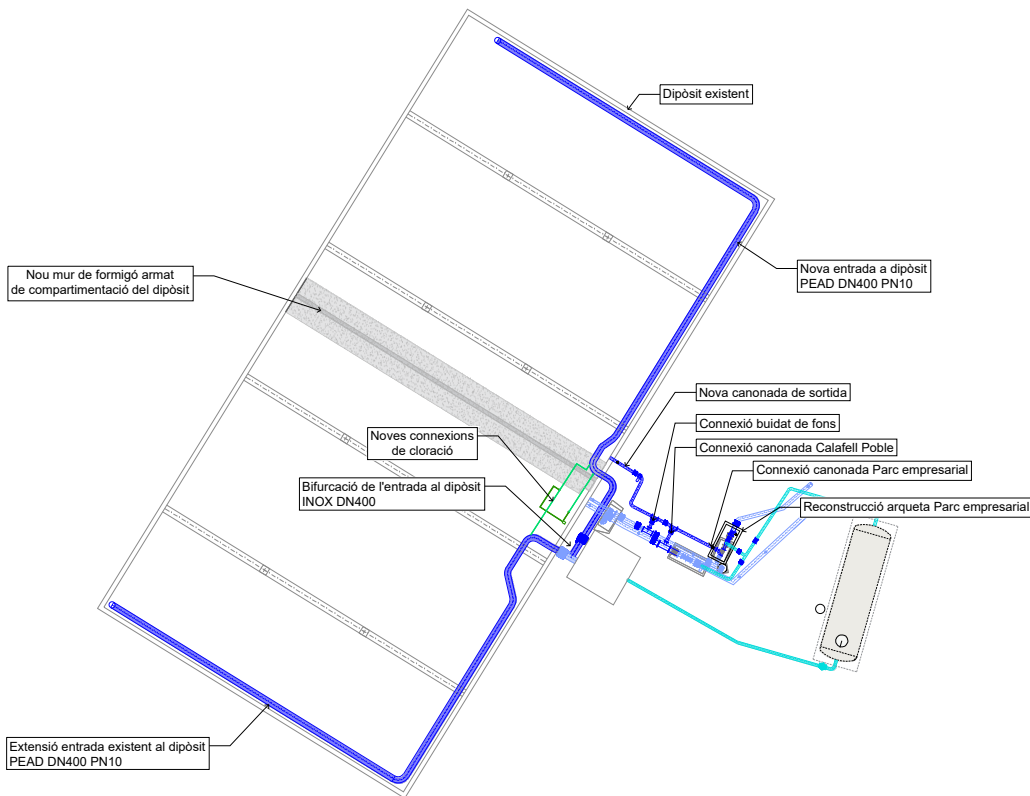 Dipòsit existent
Nou mur de formigó armat
de compartimentació del dipòsit
Nova entrada a dipòsit
PEAD DN400 PN10
Nova canonada de sortida
Connexió buidat de fons
Noves connexions
de cloració
Connexió canonada Calafell Poble
Connexió canonada Parc empresarial
Bifurcació de l'entrada al dipòsit
INOX DN400
Reconstrucció arqueta Parc empresarial
Extensió entrada existent al dipòsit
PEAD DN400 PN10